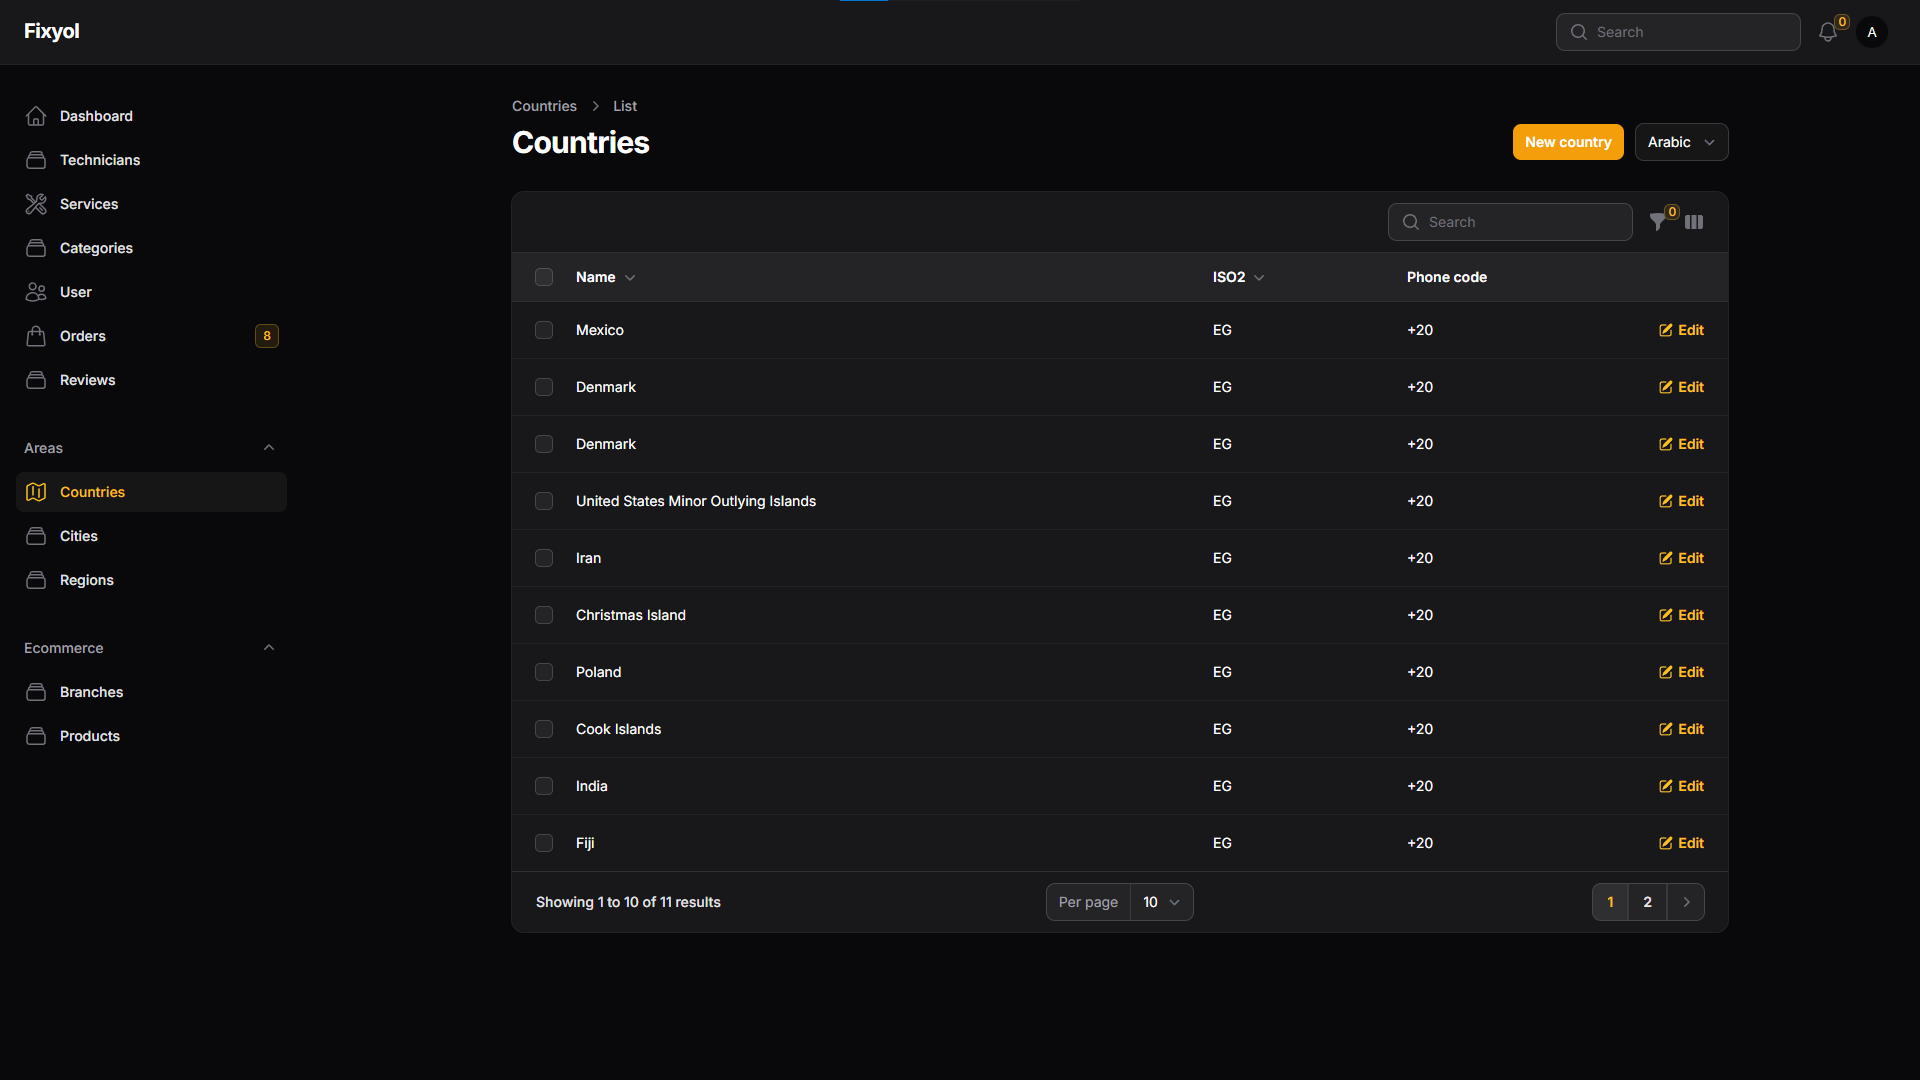 Fixyol
Search
0
A
Dashboard
Technicians
Services
Categories
User
Orders
8
Reviews
Areas
Countries
Cities
Regions
Ecommerce
Branches
Products
Countries > List
Countries
New country
Arabic
Search
0
Name ISO2 Phone code
Mexico EG +20 Edit
Denmark EG +20 Edit
Denmark EG +20 Edit
United States Minor Outlying Islands EG +20 Edit
Iran EG +20 Edit
Christmas Island EG +20 Edit
Poland EG +20 Edit
Cook Islands EG +20 Edit
India EG +20 Edit
Fiji EG +20 Edit
Showing 1 to 10 of 11 results
Per page 10
1 2